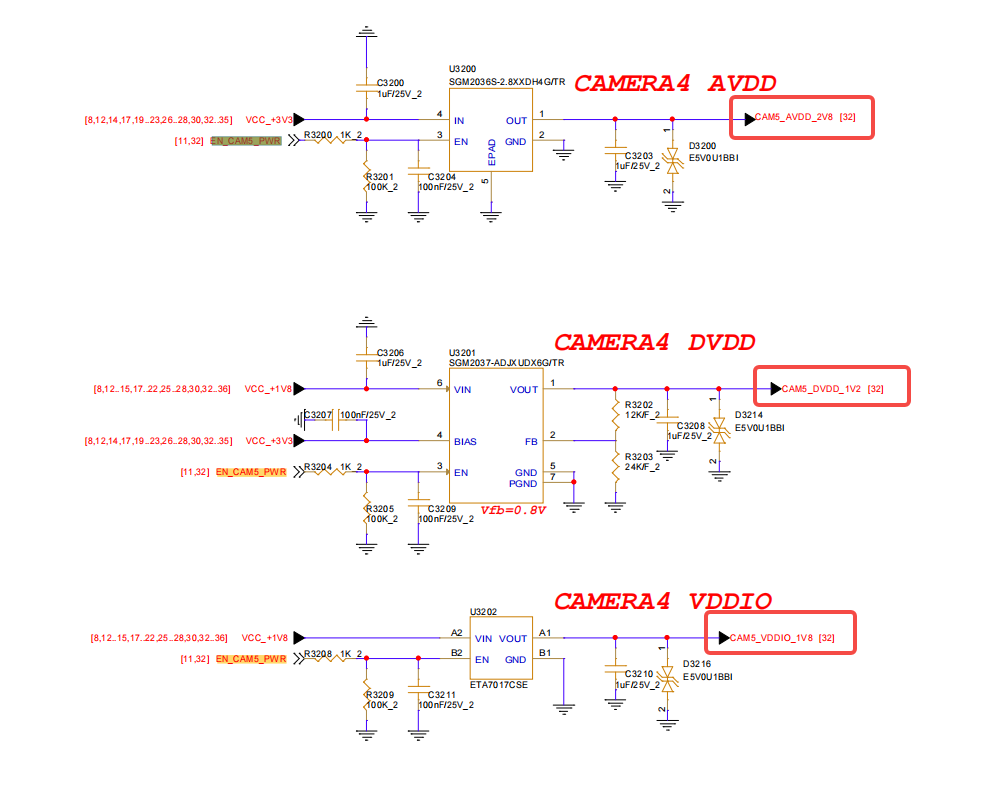 U3200
SGM2036S-2.8XXDH4G/TR
CAMERA4 AVDD
C3200
1uF/25V_2
[8,12,14,17,19..23,26..28,30,32..35] VCC_+3V3
4 IN OUT 1
CAM5_AVDD_2V8 [32]
[11,32] EN_CAM5_PWR
R3200 1K_2
3 EN GND 2
EPAD
5
R3201
100K_2
C3204
100nF/25V_2
C3203
1uF/25V_2
1
D3200
E5V0U1BBI
2
CAMERA4 DVDD
U3201
SGM2037-ADJXUDX6G/TR
C3206
1uF/25V_2
[8,12..15,17..22,25..28,30,32..36] VCC_+1V8
6 VIN VOUT 1
CAM5_DVDD_1V2 [32]
C3207 100nF/25V_2
[8,12,14,17,19..23,26..28,30,32..35] VCC_+3V3
4 BIAS FB 2
R3202
12K/F_2
C3208
1uF/25V_2
1
D3214
E5V0U1BBI
2
R3203
24K/F_2
[11,32] EN_CAM5_PWR
R3204 1K_2
3 EN
GND 5
PGND 7
R3205
100K_2
C3209
100nF/25V_2
Vfb=0.8V
CAMERA4 VDDIO
U3202
[8,12..15,17..22,25..28,30,32..36] VCC_+1V8
A2 VIN VOUT A1
CAM5_VDDIO_1V8 [32]
[11,32] EN_CAM5_PWR
R3208 1K_2
B2 EN GND B1
ETA7017CSE
R3209
100K_2
C3211
100nF/25V_2
C3210
1uF/25V_2
1
D3216
E5V0U1BBI
2